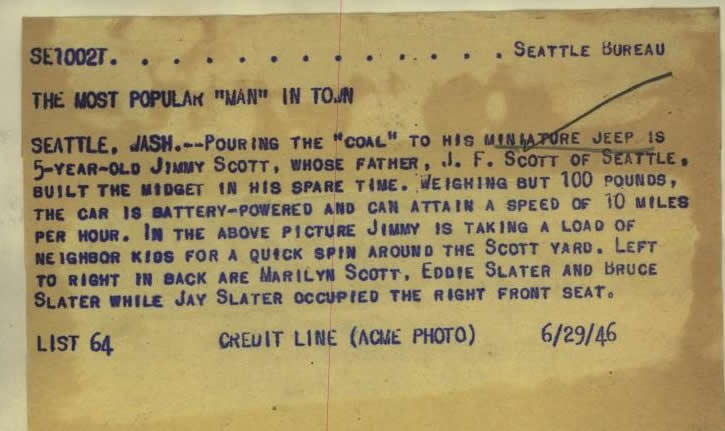 SE1002T. . . . . . . . . . . . . . . SEATTLE BUREAU
THE MOST POPULAR "MAN" IN TOWN
SEATTLE, WASH.--POURING THE "COAL" TO HIS MINIATURE JEEP IS
5-YEAR-OLD JIMMY SCOTT, WHOSE FATHER, J. F. SCOTT OF SEATTLE,
BUILT THE MIDGET IN HIS SPARE TIME. WEIGHING BUT 100 POUNDS,
THE CAR IS BATTERY-POWERED AND CAN ATTAIN A SPEED OF 10 MILES
PER HOUR. IN THE ABOVE PICTURE JIMMY IS TAKING A LOAD OF
NEIGHBOR KIDS FOR A QUICK SPIN AROUND THE SCOTT YARD. LEFT
TO RIGHT IN BACK ARE MARILYN SCOTT, EDDIE SLATER AND BRUCE
SLATER WHILE JAY SLATER OCCUPIED THE RIGHT FRONT SEAT.
LIST 64 CREDIT LINE (ACME PHOTO) 6/29/46